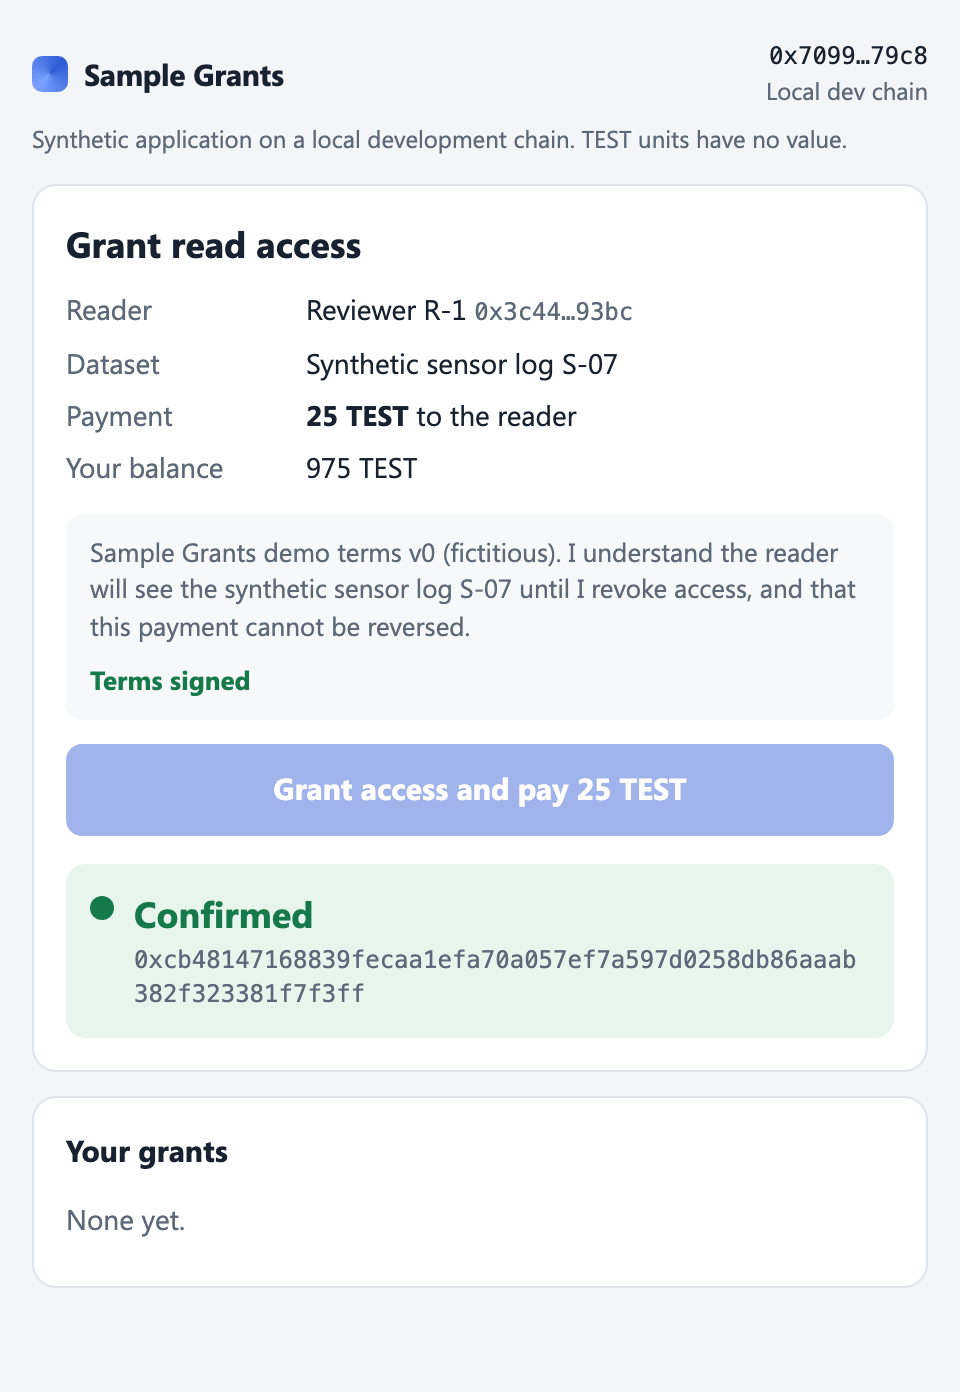 Sample Grants
0x7099…79c8
Local dev chain
Synthetic application on a local development chain. TEST units have no value.
Grant read access
Reader Reviewer R-1 0x3c44…93bc
Dataset Synthetic sensor log S-07
Payment 25 TEST to the reader
Your balance 975 TEST
Sample Grants demo terms v0 (fictitious). I understand the reader
will see the synthetic sensor log S-07 until I revoke access, and that
this payment cannot be reversed.
Terms signed
Grant access and pay 25 TEST
Confirmed
0xcb48147168839fecaa1efa70a057ef7a597d0258db86aaab
382f323381f7f3ff
Your grants
None yet.